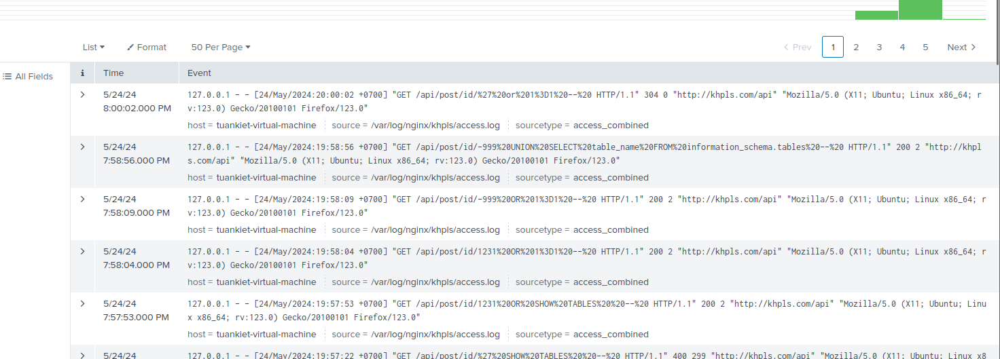 List Format 50 Per Page < Prev 1 2 3 4 5 Next >
All Fields
i Time Event
> 5/24/24 127.0.0.1 - - [24/May/2024:20:00:02 +0700] "GET /api/post/id/%27%20or%201%3D1%20--%20 HTTP/1.1" 304 0 "http://khpls.com/api" "Mozilla/5.0 (X11; Ubuntu; Linux x86_64; r
8:00:02.000 PM v:123.0) Gecko/20100101 Firefox/123.0"
host = tuankiet-virtual-machine source = /var/log/nginx/khpls/access.log sourcetype = access_combined
> 5/24/24 127.0.0.1 - - [24/May/2024:19:58:56 +0700] "GET /api/post/id/-999%20UNION%20SELECT%20table_name%20FROM%20information_schema.tables%20--%20 HTTP/1.1" 200 2 "http://khpl
7:58:56.000 PM s.com/api" "Mozilla/5.0 (X11; Ubuntu; Linux x86_64; rv:123.0) Gecko/20100101 Firefox/123.0"
host = tuankiet-virtual-machine source = /var/log/nginx/khpls/access.log sourcetype = access_combined
> 5/24/24 127.0.0.1 - - [24/May/2024:19:58:09 +0700] "GET /api/post/id/-999%20OR%201%3D1%20--%20 HTTP/1.1" 200 2 "http://khpls.com/api" "Mozilla/5.0 (X11; Ubuntu; Linux x86_64; r
7:58:09.000 PM v:123.0) Gecko/20100101 Firefox/123.0"
host = tuankiet-virtual-machine source = /var/log/nginx/khpls/access.log sourcetype = access_combined
> 5/24/24 127.0.0.1 - - [24/May/2024:19:58:04 +0700] "GET /api/post/id/1231%20OR%201%3D1%20--%20 HTTP/1.1" 200 2 "http://khpls.com/api" "Mozilla/5.0 (X11; Ubuntu; Linux x86_64; r
7:58:04.000 PM v:123.0) Gecko/20100101 Firefox/123.0"
host = tuankiet-virtual-machine source = /var/log/nginx/khpls/access.log sourcetype = access_combined
> 5/24/24 127.0.0.1 - - [24/May/2024:19:57:53 +0700] "GET /api/post/id/1231%20OR%20SHOW%20TABLES%20%20--%20 HTTP/1.1" 200 2 "http://khpls.com/api" "Mozilla/5.0 (X11; Ubuntu; Linu
7:57:53.000 PM x x86_64; rv:123.0) Gecko/20100101 Firefox/123.0"
host = tuankiet-virtual-machine source = /var/log/nginx/khpls/access.log sourcetype = access_combined
> 5/24/24 127.0.0.1 - - [24/May/2024:19:57:22 +0700] "GET /api/post/id/%27%20SHOW%20TABLES%20%20--%20 HTTP/1.1" 400 299 "http://khpls.com/api" "Mozilla/5.0 (X11; Ubuntu; Linux x8